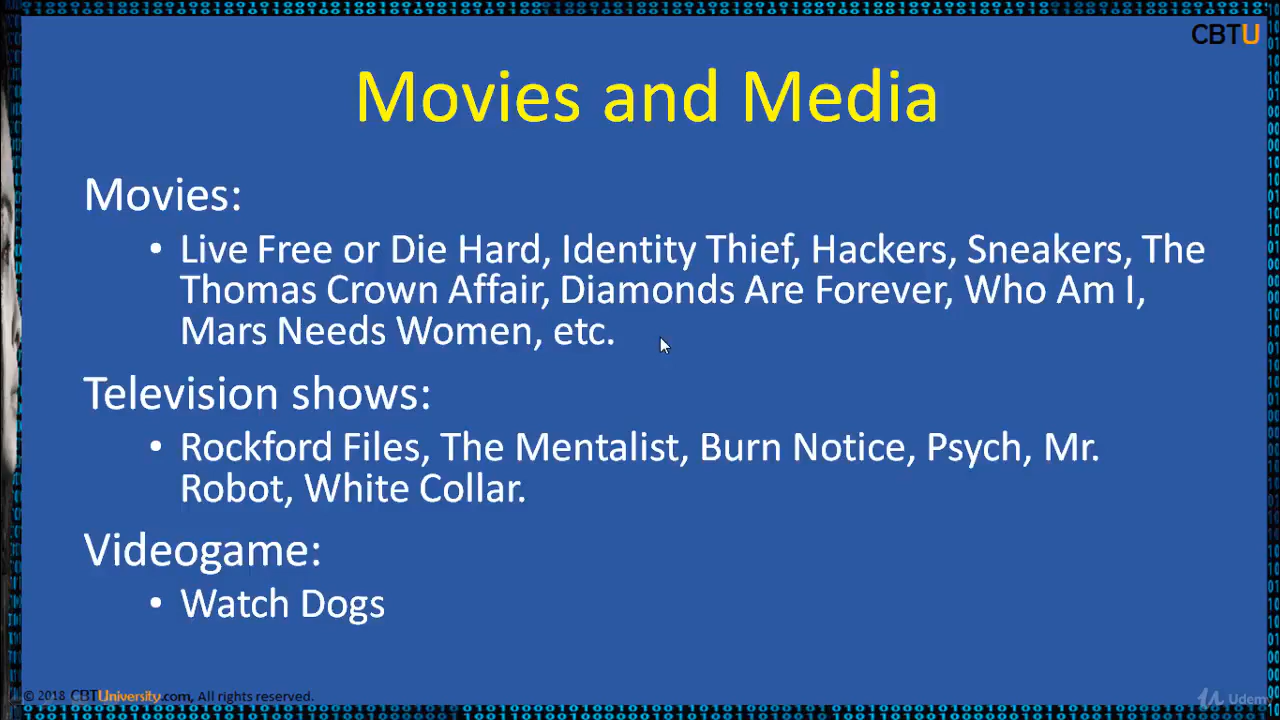 CBTU
Movies and Media
Movies:
• Live Free or Die Hard, Identity Thief, Hackers, Sneakers, The
Thomas Crown Affair, Diamonds Are Forever, Who Am I,
Mars Needs Women, etc.
Television shows:
• Rockford Files, The Mentalist, Burn Notice, Psych, Mr.
Robot, White Collar.
Videogame:
• Watch Dogs
© 2018 CBTUniversity.com, All rights reserved.
Udemy